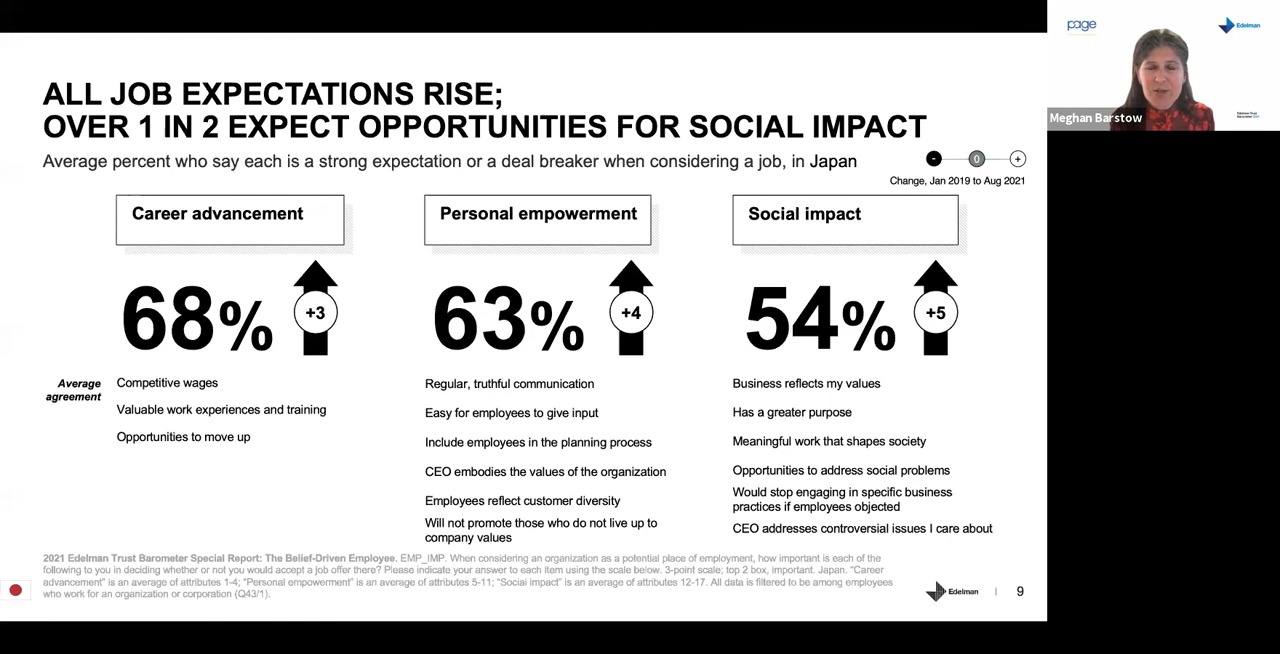 ALL JOB EXPECTATIONS RISE;
OVER 1 IN 2 EXPECT OPPORTUNITIES FOR SOCIAL IMPACT
Average percent who say each is a strong expectation or a deal breaker when considering a job, in Japan
- 0 +
Change, Jan 2019 to Aug 2021
Career advancement
68%
+3
Personal empowerment
63%
+4
Social impact
54%
+5
Average
agreement
Competitive wages
Valuable work experiences and training
Opportunities to move up
Regular, truthful communication
Easy for employees to give input
Include employees in the planning process
CEO embodies the values of the organization
Employees reflect customer diversity
Will not promote those who do not live up to
company values
Business reflects my values
Has a greater purpose
Meaningful work that shapes society
Opportunities to address social problems
Would stop engaging in specific business
practices if employees objected
CEO addresses controversial issues I care about
2021 Edelman Trust Barometer Special Report: The Belief-Driven Employee. EMP_IMP. When considering an organization as a potential place of employment, how important is each of the
following to you in deciding whether or not you would accept a job offer there? Please indicate your answer to each item using the scale below. 3-point scale; top 2 box, important. Japan. "Career
advancement" is an average of attributes 1-4; "Personal empowerment" is an average of attributes 5-11; "Social impact" is an average of attributes 12-17. All data is filtered to be among employees
who work for an organization or corporation (Q43/1).
Edelman | 9
page
Edelman
Meghan Barstow
Edelman Trust